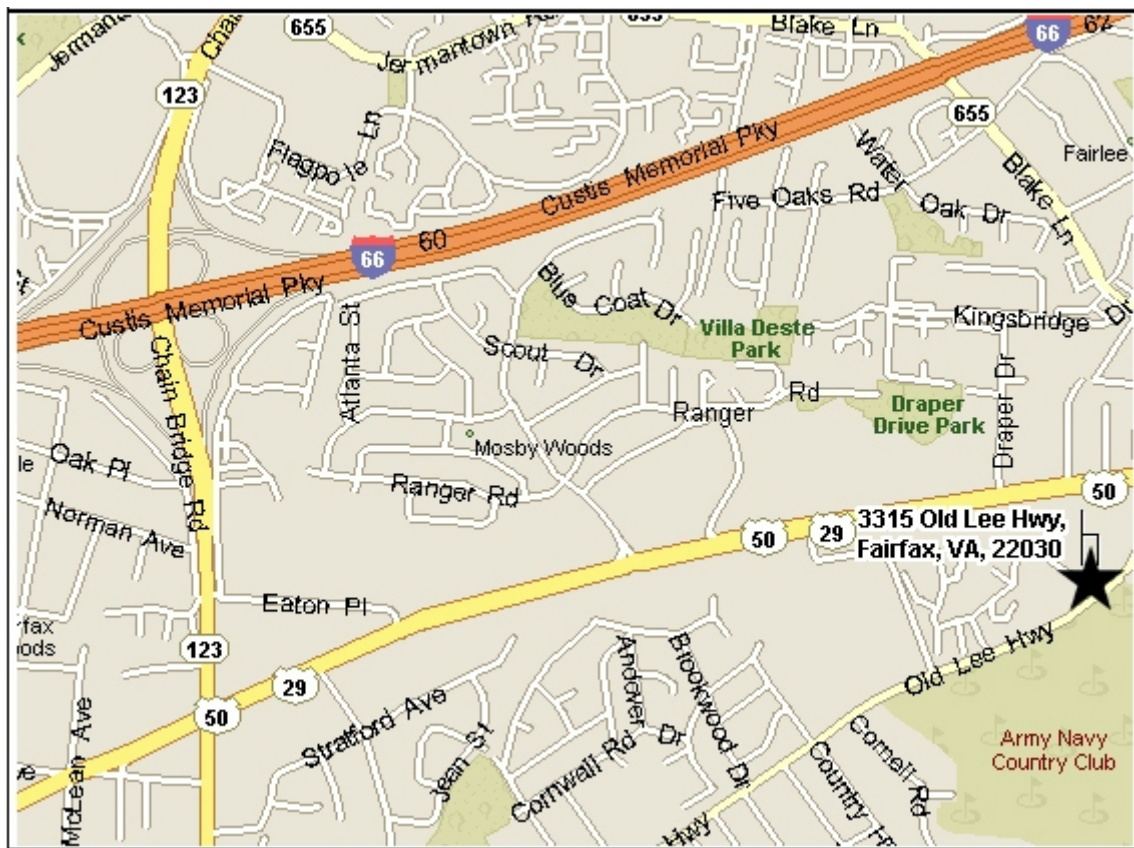 Jermantown Rd
655
655
Blake Ln
66
62
123
655
Flagpole Ln
Fairlee
Custis Memorial Pky
Water Oak Dr
Blake Ln
Five Oaks Rd
60
66
Custis Memorial Pky
Blue Coat Dr
Villa Deste
Park
Kingsbridge Dr
Atlanta St
Scout Dr
Chain Bridge Rd
Ranger Rd
Draper
Drive Park
Draper Dr
Mosby Woods
Oak Pl
Ranger Rd
Norman Ave
50
50
29
3315 Old Lee Hwy,
Fairfax, VA, 22030
Eaton Pl
123
29
50
Stratford Ave
Andover Dr
Brookwood Dr
Old Lee Hwy
McLean Ave
Jean St
Cornwall Rd
Country
Cornell Rd
Army Navy
Country Club
Hwy